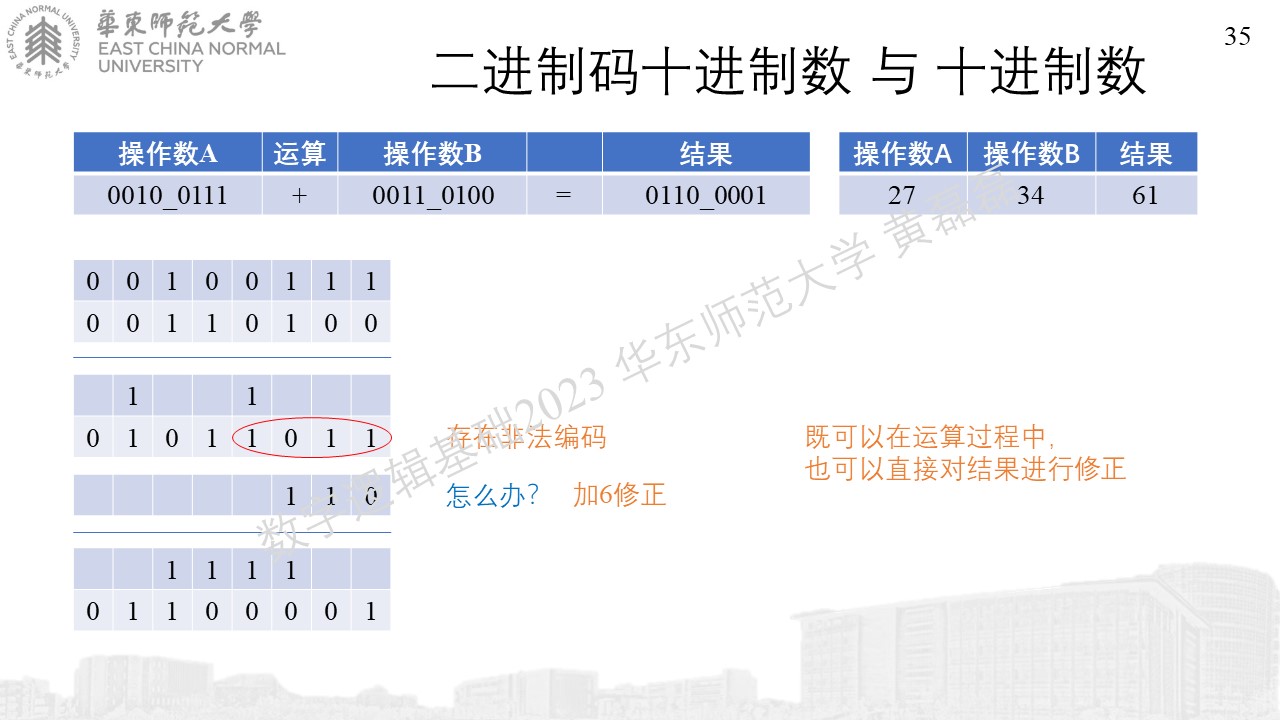 華東師范大學
EAST CHINA NORMAL
UNIVERSITY
EAST CHINA NORMAL UNIVERSITY
華東師范大學
35
二进制码十进制数 与 十进制数
操作数A 运算 操作数B 结果
0010_0111 + 0011_0100 = 0110_0001
操作数A 操作数B 结果
27 34 61
0 0 1 0 0 1 1 1
0 0 1 1 0 1 0 0
1 1
0 1 0 1 1 0 1 1
存在非法编码
既可以在运算过程中,
也可以直接对结果进行修正
1 1 0
怎么办? 加6修正
1 1 1 1
0 1 1 0 0 0 0 1
数字逻辑基础2023 华东师范大学 黄磊磊